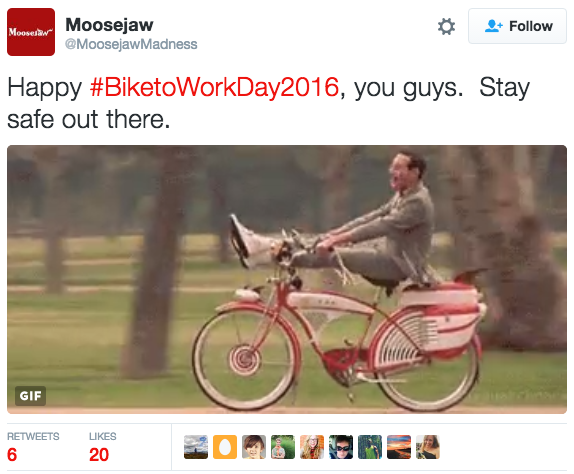 Moosejaw
Moosejaw
@MoosejawMadness
Follow
Happy #BiketoWorkDay2016, you guys. Stay
safe out there.
GIF
RETWEETS
6
LIKES
20